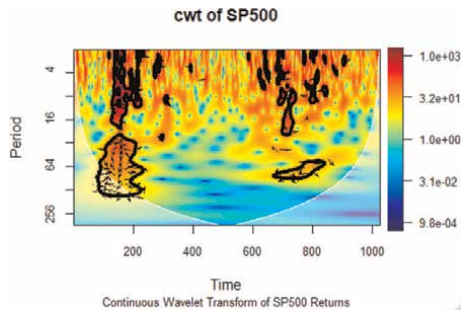 cwt of SP500
Period
4
16
64
256
1.0e+03
3.2e+01
1.0e+00
3.1e-02
9.8e-04
200 400 600 800 1000
Time
Continuous Wavelet Transform of SP500 Returns